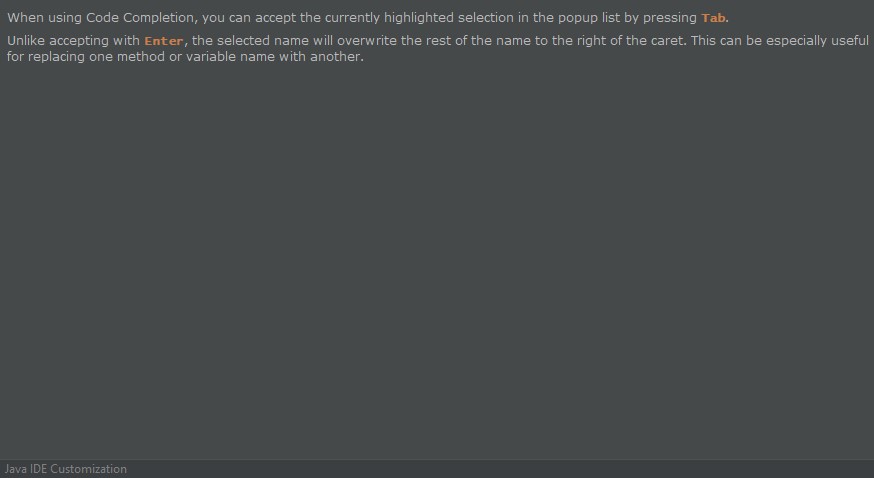 When using Code Completion, you can accept the currently highlighted selection in the popup list by pressing Tab.
Unlike accepting with Enter, the selected name will overwrite the rest of the name to the right of the caret. This can be especially useful
for replacing one method or variable name with another.
Java IDE Customization